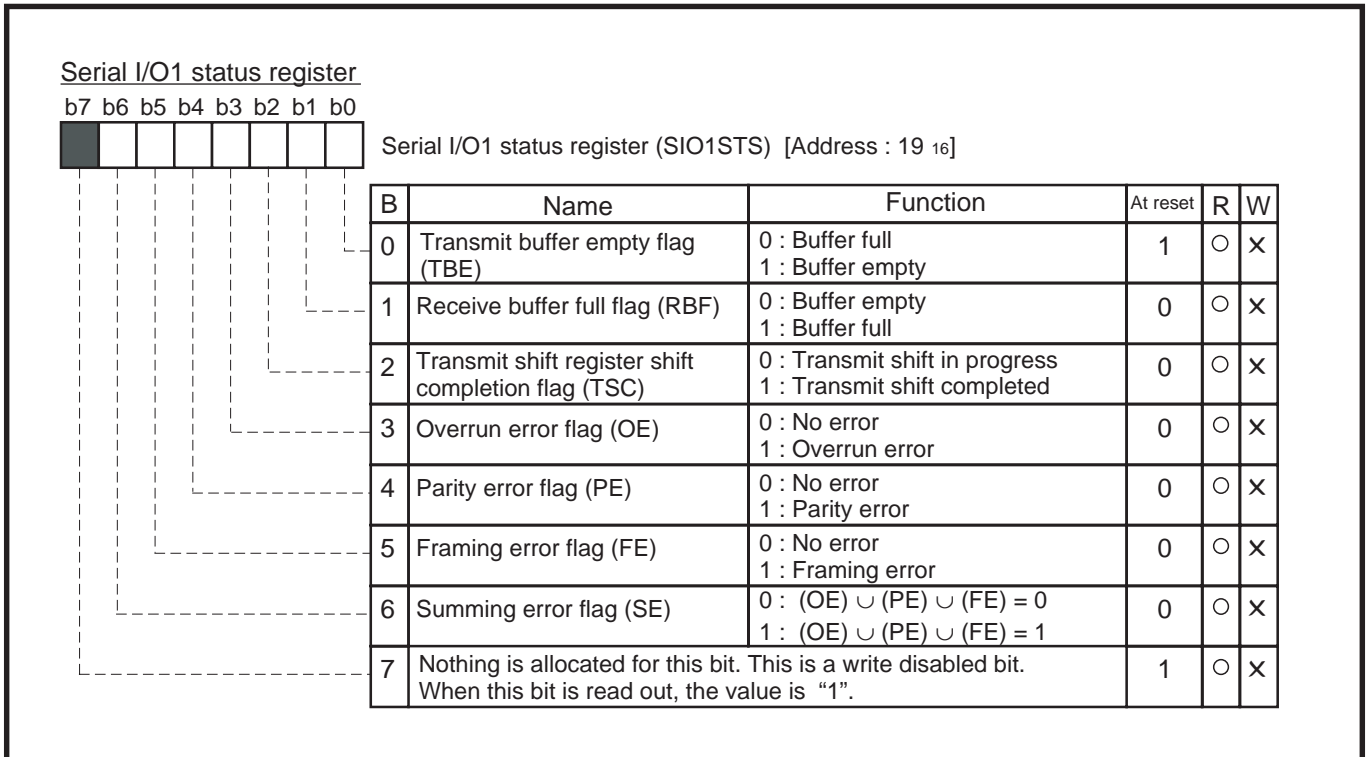 Serial I/O1 status register
b7 b6 b5 b4 b3 b2 b1 b0
Serial I/O1 status register (SIO1STS) [Address : 19 16]
B Name Function At reset R W
0 Transmit buffer empty flag (TBE) 0 : Buffer full 1 ○ ×
1 : Buffer empty
1 Receive buffer full flag (RBF) 0 : Buffer empty 0 ○ ×
1 : Buffer full
2 Transmit shift register shift completion flag (TSC) 0 : Transmit shift in progress 0 ○ ×
1 : Transmit shift completed
3 Overrun error flag (OE) 0 : No error 0 ○ ×
1 : Overrun error
4 Parity error flag (PE) 0 : No error 0 ○ ×
1 : Parity error
5 Framing error flag (FE) 0 : No error 0 ○ ×
1 : Framing error
6 Summing error flag (SE) 0 : (OE) ∪ (PE) ∪ (FE) = 0 0 ○ ×
1 : (OE) ∪ (PE) ∪ (FE) = 1
7 Nothing is allocated for this bit. This is a write disabled bit. 1 ○ ×
When this bit is read out, the value is “1”.